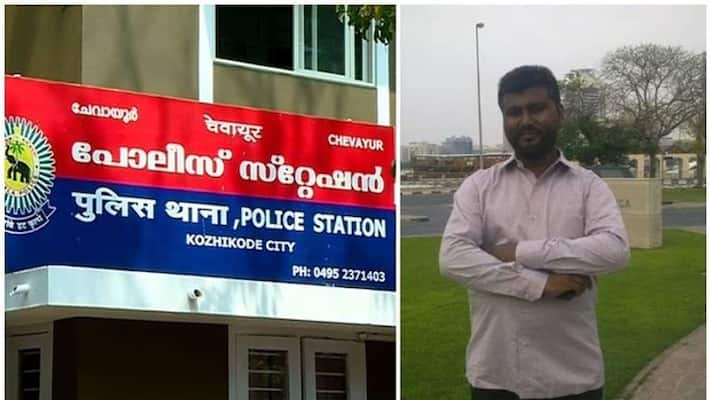 ചേവായൂർ
चेवायूर
CHEVAYUR
പോലീസ് സ്റ്റേഷൻ
पुलिस थाना, POLICE STATION
KOZHIKODE CITY
PH: 0495 2371403